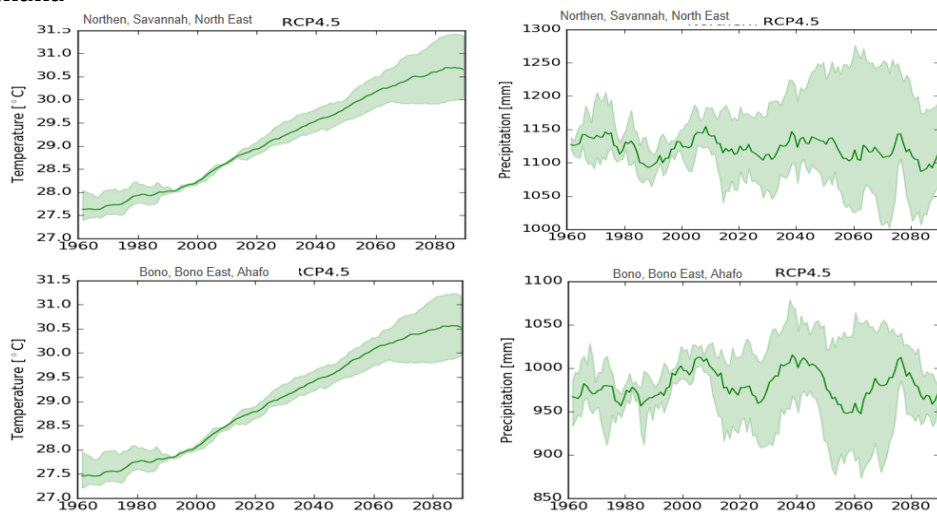 Northen, Savannah, North East RCP4.5
31.5
31.0
30.5
30.0
29.5
29.0
28.5
28.0
27.5
27.0
Temperature [°C]
1960 1980 2000 2020 2040 2060 2080
Northen, Savannah, North East
RCP4.5
1300
1250
1200
1150
1100
1050
1000
Precipitation [mm]
1960 1980 2000 2020 2040 2060 2080
Bono, Bono East, Ahafo RCP4.5
31.5
31.0
30.5
30.0
29.5
29.0
28.5
28.0
27.5
27.0
Temperature [°C]
1960 1980 2000 2020 2040 2060 2080
Bono, Bono East, Ahafo RCP4.5
1100
1050
1000
950
900
850
Precipitation [mm]
1960 1980 2000 2020 2040 2060 2080